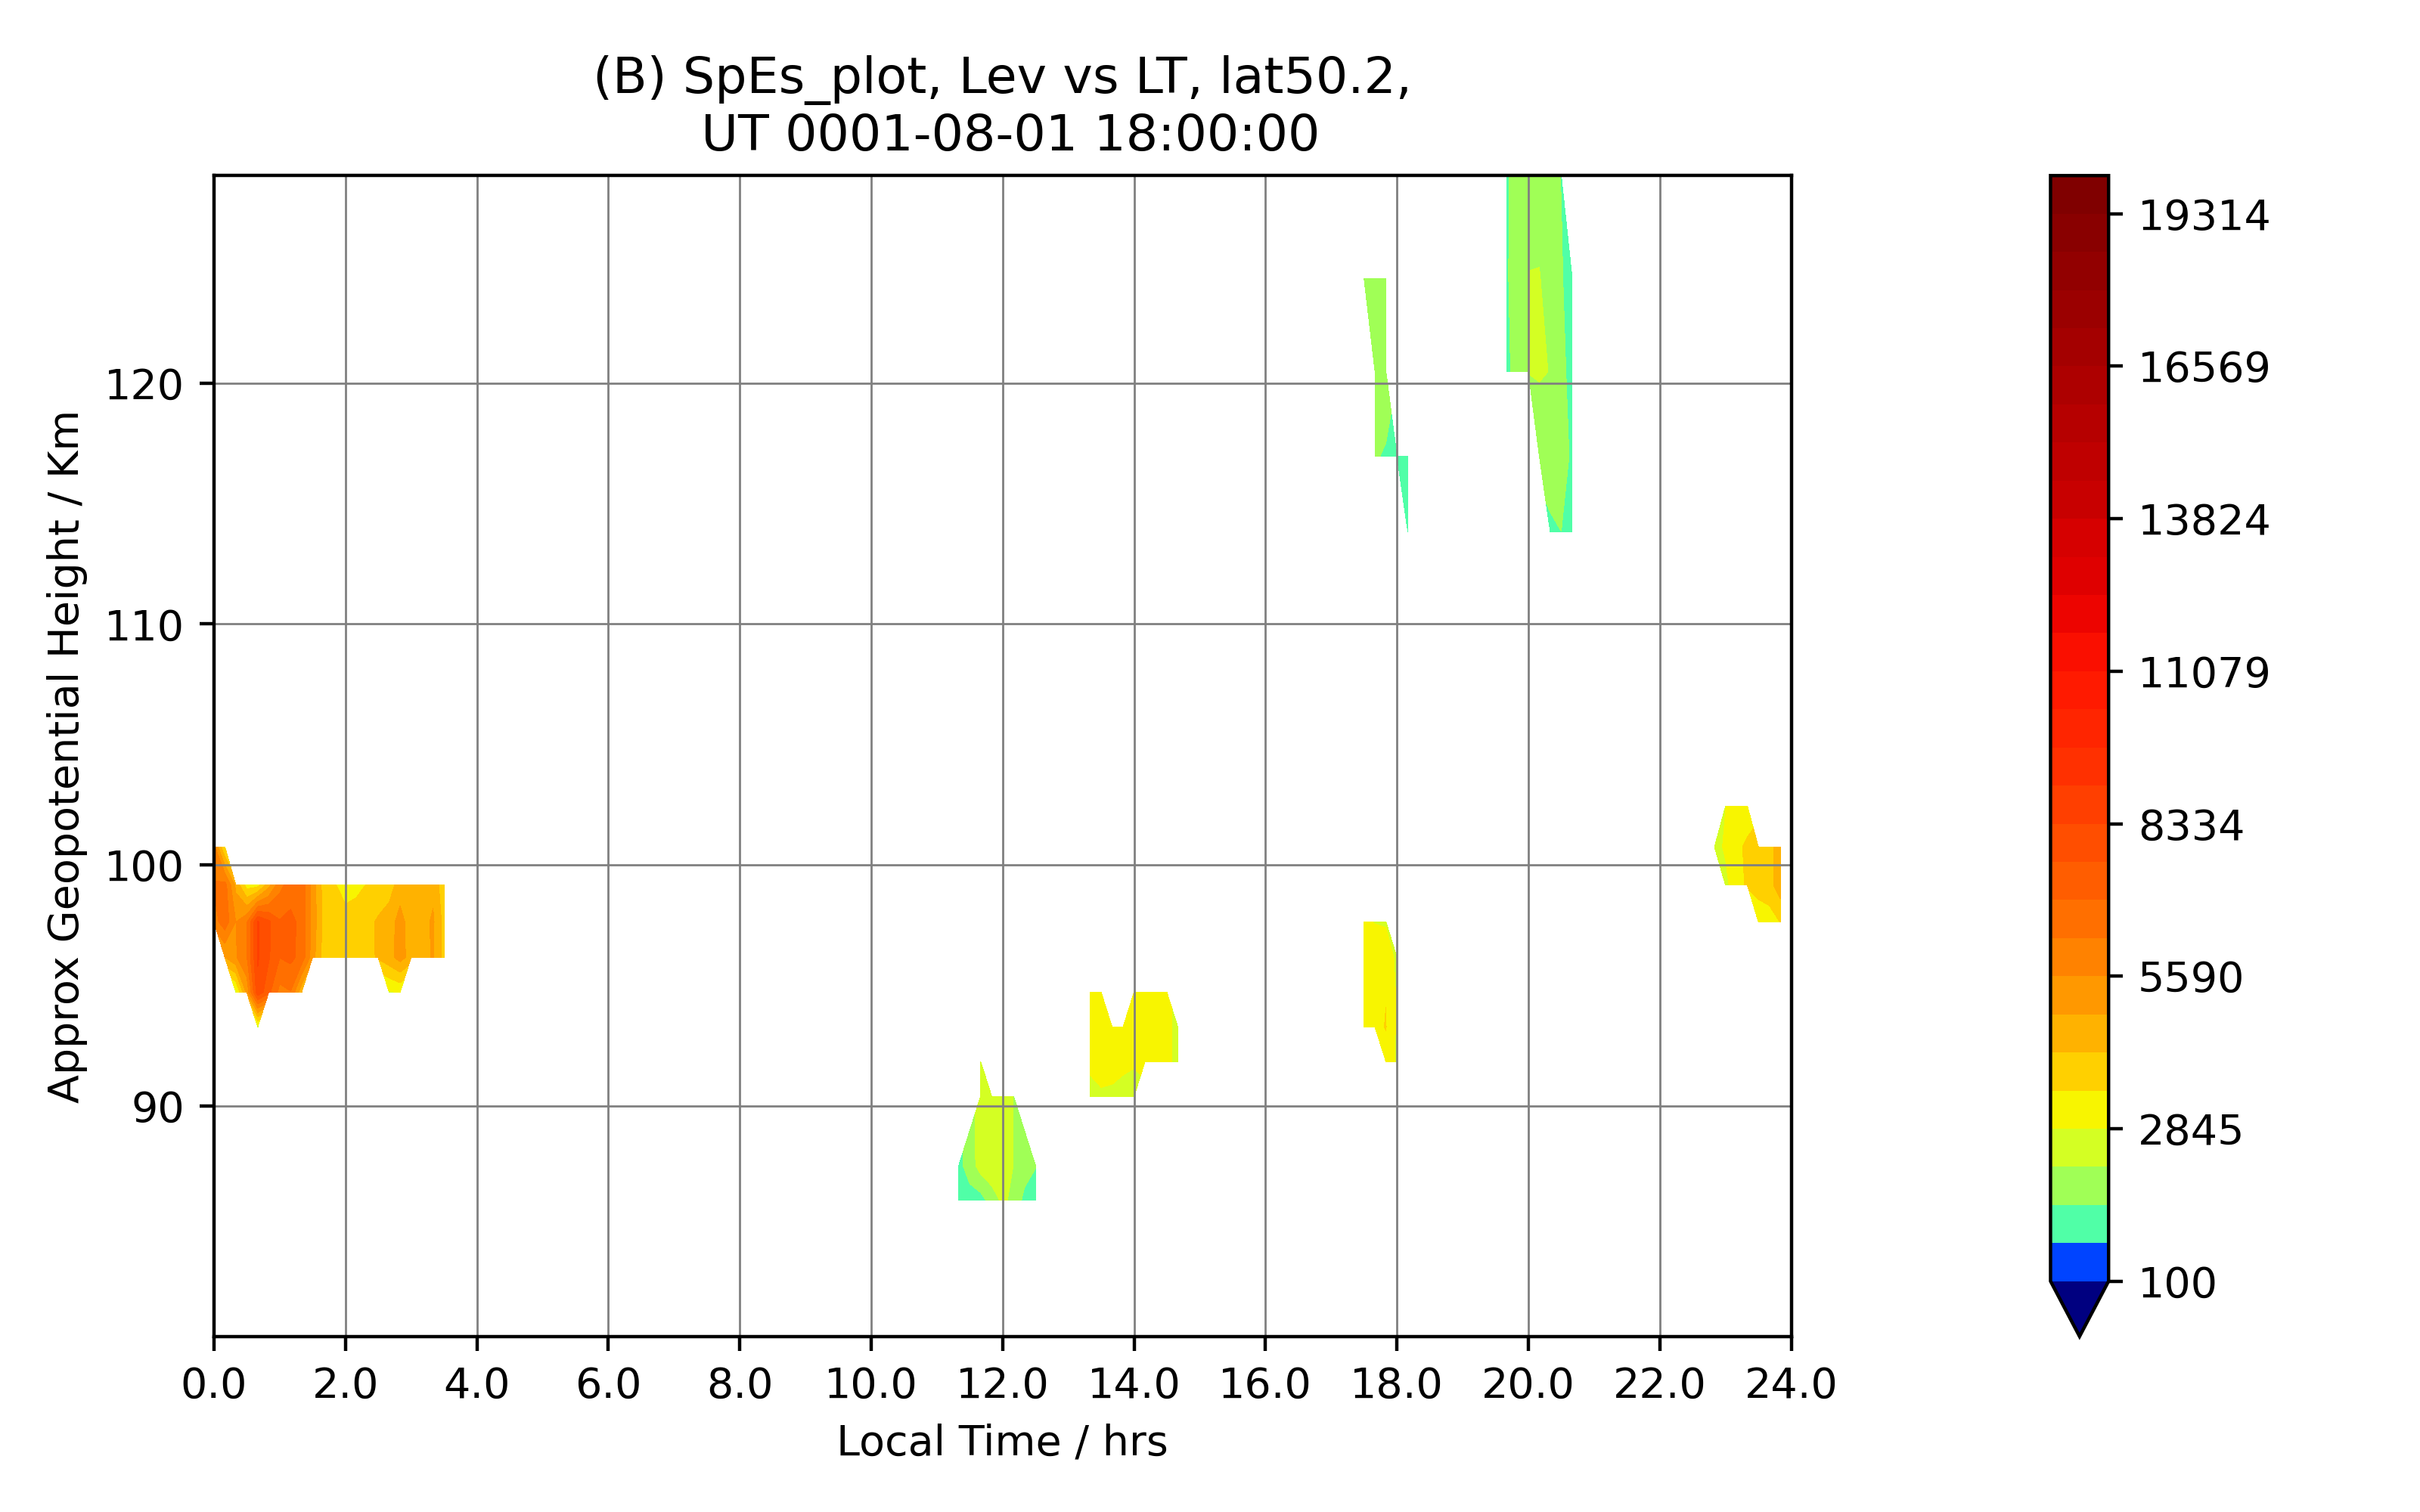 (B) SpEs_plot, Lev vs LT, lat50.2,
UT 0001-08-01 18:00:00
Approx Geopotential Height / Km
120
110
100
90
0.0 2.0 4.0 6.0 8.0 10.0 12.0 14.0 16.0 18.0 20.0 22.0 24.0
Local Time / hrs
19314
16569
13824
11079
8334
5590
2845
100